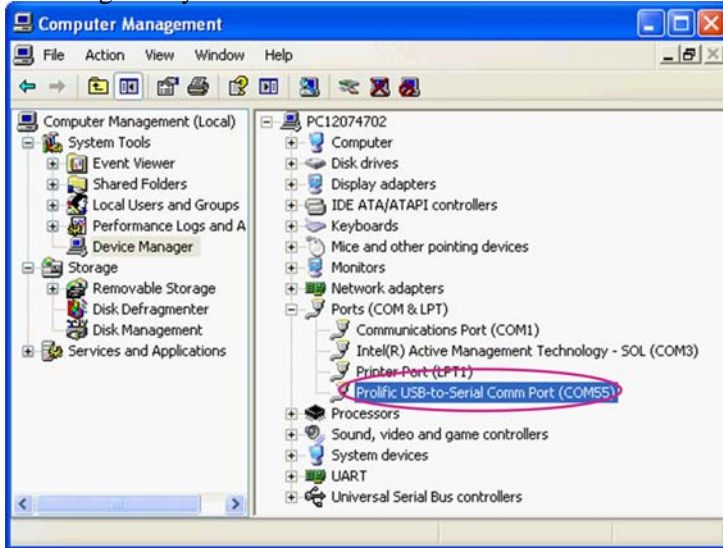 Computer Management
File Action View Window Help
Computer Management (Local)
System Tools
Event Viewer
Shared Folders
Local Users and Groups
Performance Logs and A
Device Manager
Storage
Removable Storage
Disk Defragmenter
Disk Management
Services and Applications
PC12074702
Computer
Disk drives
Display adapters
IDE ATA/ATAPI controllers
Keyboards
Mice and other pointing devices
Monitors
Network adapters
Ports (COM & LPT)
Communications Port (COM1)
Intel(R) Active Management Technology - SOL (COM3)
Printer Port (LPT1)
Prolific USB-to-Serial Comm Port (COM55)
Processors
Sound, video and game controllers
System devices
UART
Universal Serial Bus controllers